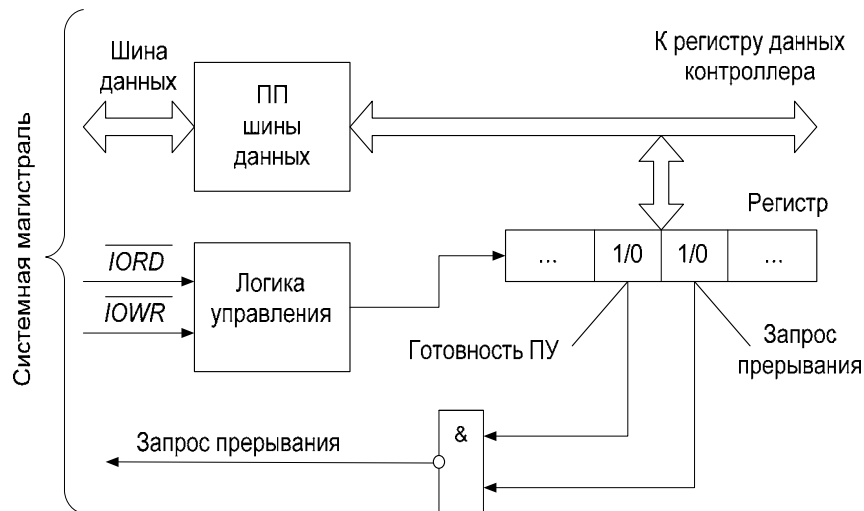 Системная магистраль
Шина
данных
ПП
шины
данных
К регистру данных
контроллера
Регистр
IORD
IOWR
Логика
управления
...
1/0
1/0
...
Готовность ПУ
Запрос
прерывания
Запрос прерывания
&